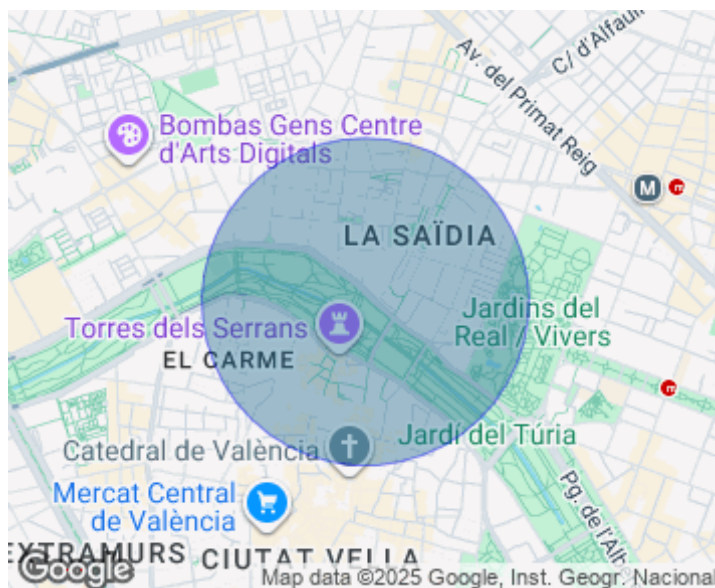 C/ d'Alfaui
Av. del Primat Reig
Bombas Gens Centre
d'Arts Digitals
M
LA SAÏDIA
Jardins del
Real / Vivers
Torres dels Serrans
EL CARME
Jardí del Túria
Catedral de València
Mercat Central
de València
Pg. de l'Alb
EXTRAMURS
CIUTAT VELLA
Google
Map data ©2025 Google, Inst. Geogr. Nacional